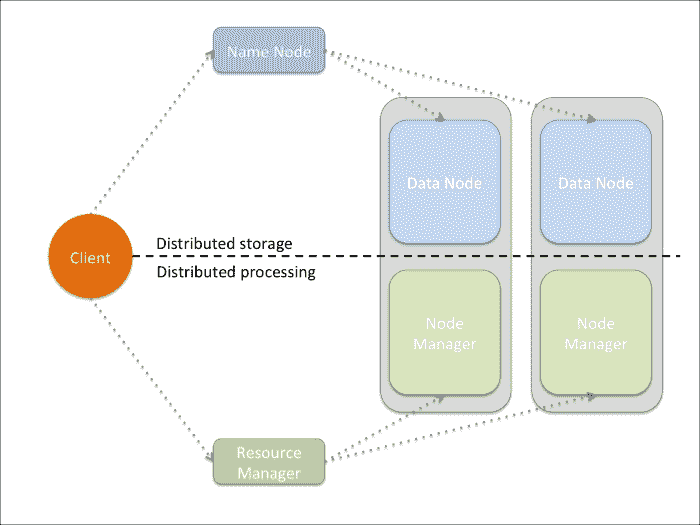 Name Node
Data Node
Data Node
Distributed storage
Client
Distributed processing
Node
Manager
Node
Manager
Resource
Manager